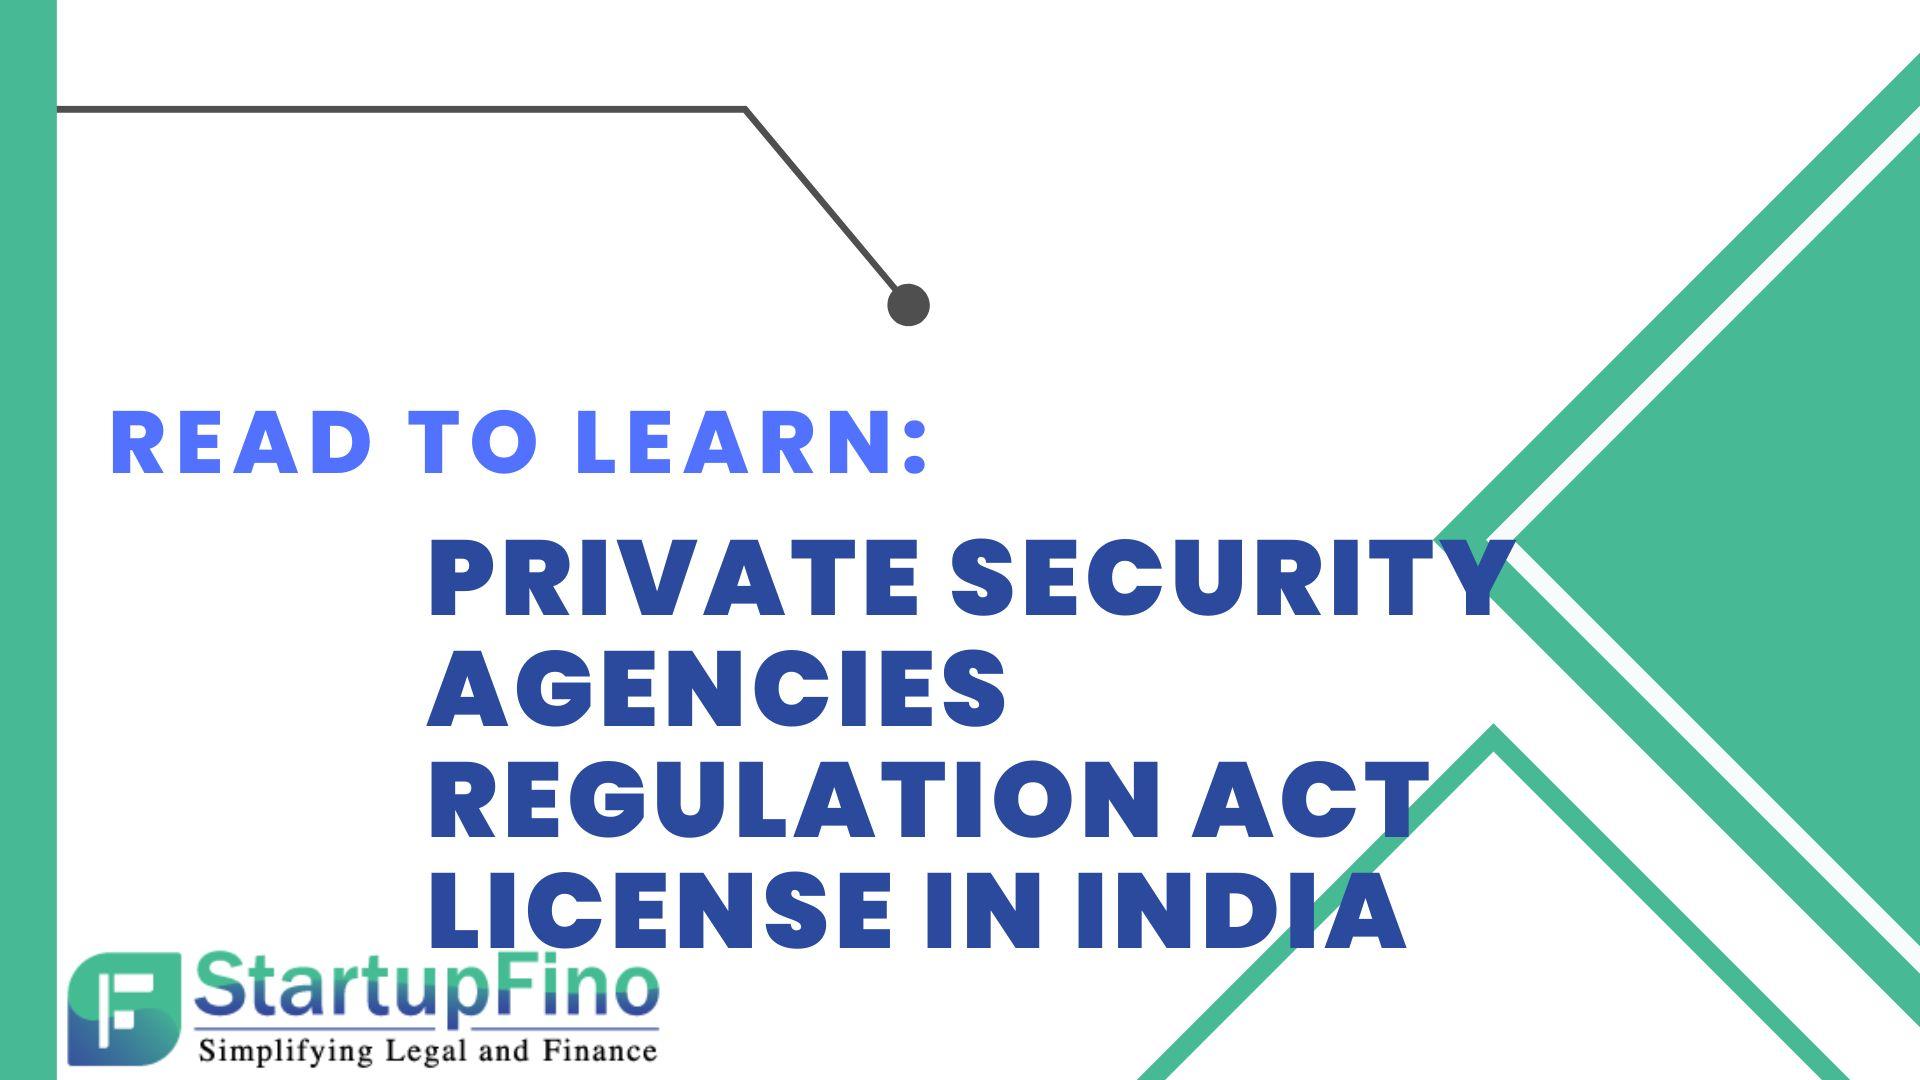 READ TO LEARN:
PRIVATE SECURITY
AGENCIES
REGULATION ACT
LICENSE IN INDIA
StartupFino
Simplifying Legal and Finance